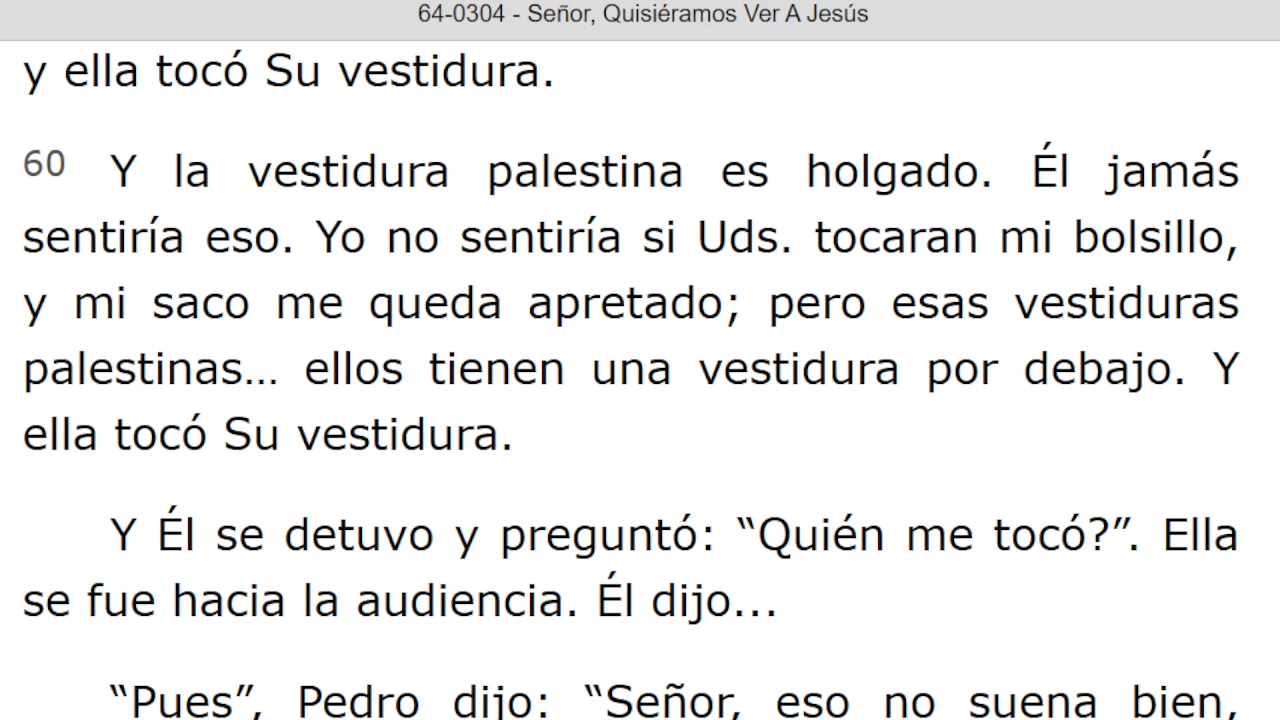 64-0304 - Señor, Quisiéramos Ver A Jesús
y ella tocó Su vestidura.
60 Y la vestidura palestina es holgado. Él jamás
sentiría eso. Yo no sentiría si Uds. tocaran mi bolsillo,
y mi saco me queda apretado; pero esas vestiduras
palestinas… ellos tienen una vestidura por debajo. Y
ella tocó Su vestidura.
Y Él se detuvo y preguntó: “Quién me tocó?”. Ella
se fue hacia la audiencia. Él dijo...
“Pues”, Pedro dijo: “Señor, eso no suena bien,